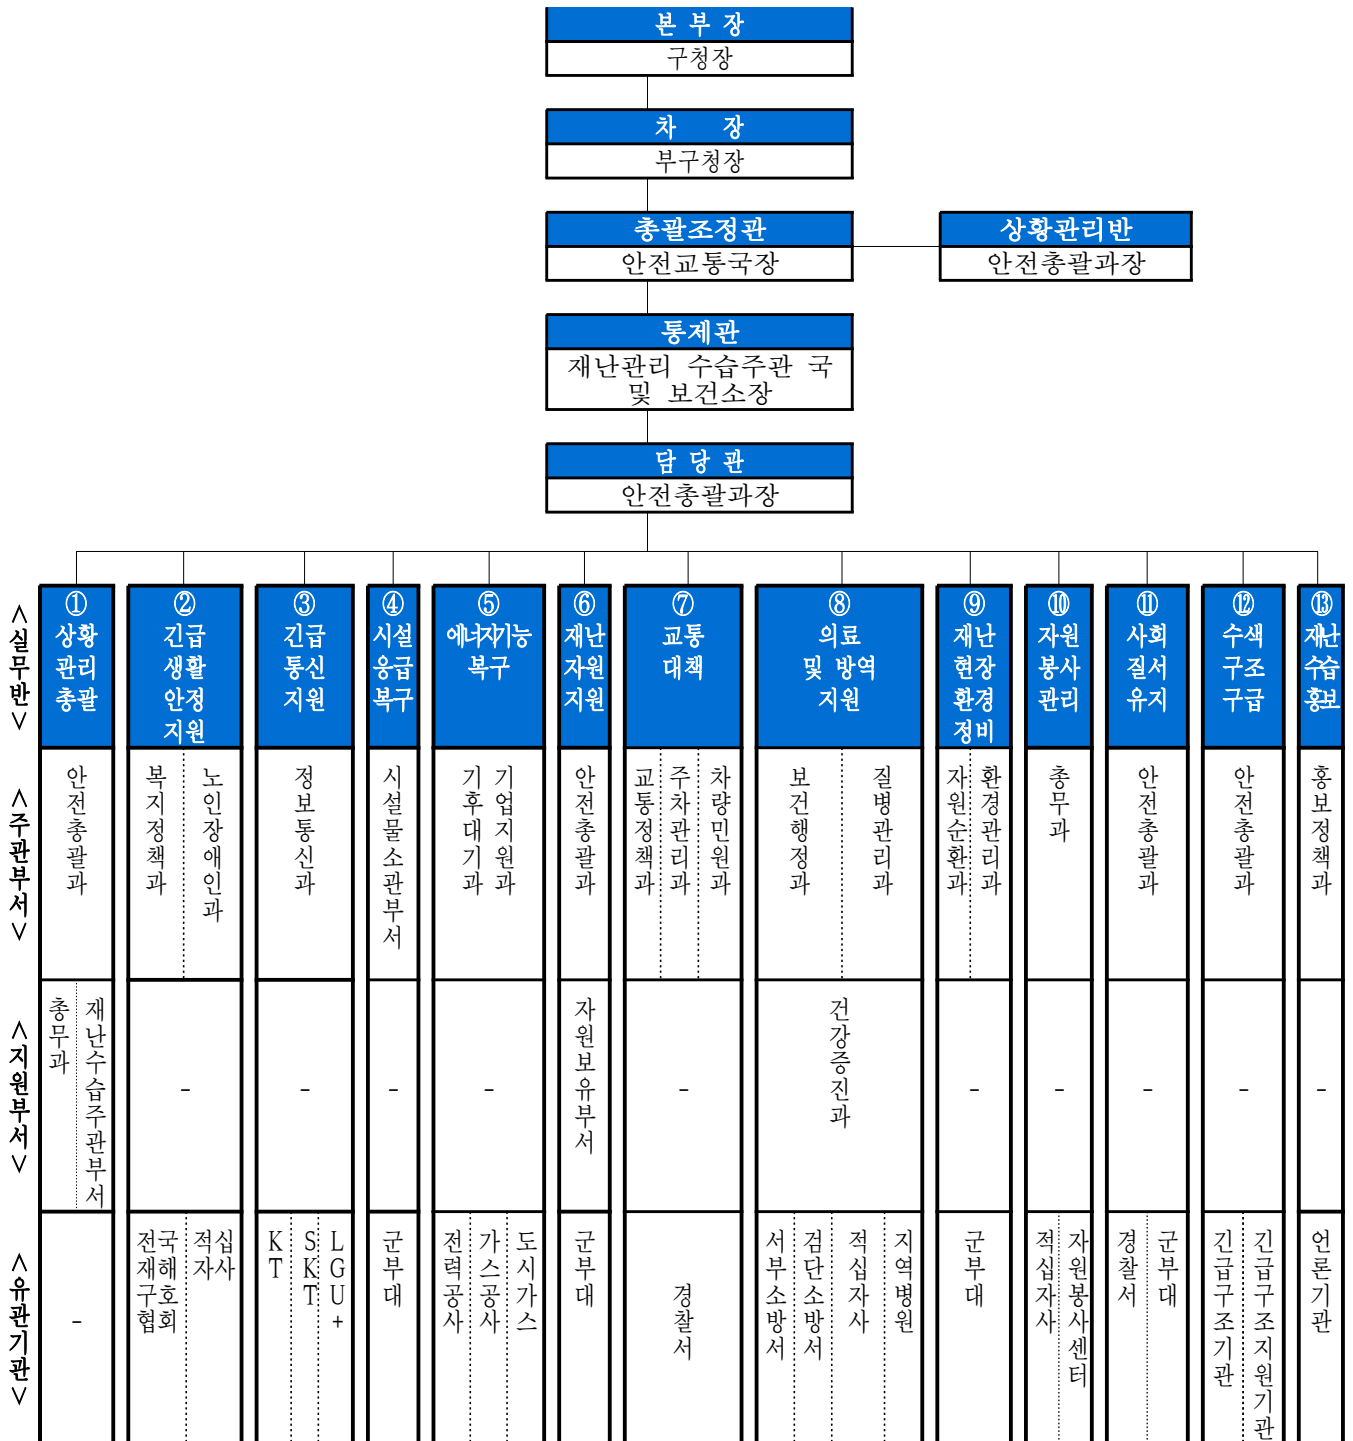 본 부 장
구청장
차 장
부구청장
총괄조정관
안전교통국장
상황관리반
안전총괄과장
통제관
재난관리 수습주관 국
및 보건소장
담 당 관
안전총괄과장
<실무반>
①
상황
관리
총괄
②
긴급
생활
안정
지원
③
긴급
통신
지원
④
시설
응급
복구
⑤
에너지기능
복구
⑥
재난
자원
지원
⑦
교통
대책
⑧
의료
및 방역
지원
⑨
재난
현장
환경
정비
⑩
자원
봉사
관리
⑪
사회
질서
유지
⑫
수색
구조
구급
⑬
재난
수습
홍보
<주관부서>
안전총괄과
복지정책과
노인장애인과
정보통신과
시설물소관부서
기후대기과
기업지원과
안전총괄과
교통정책과
주차관리과
차량민원과
보건행정과
질병관리과
자원순환과
환경관리과
총무과
안전총괄과
안전총괄과
홍보정책과
<지원부서>
총무과
재난수습주관부서
-
-
-
-
자원보유부서
-
건강증진과
-
-
-
-
-
<유관기관>
-
전국
재해
구호
협회
적십
자사
KT
SKT
LGU+
군부대
전력공사
가스공사
도시가스
군부대
경찰서
서부소방서
검단소방서
적십자사
지역병원
군부대
적십자사
자원봉사센터
경찰서
군부대
긴급구조기관
긴급구조지원기관
언론기관